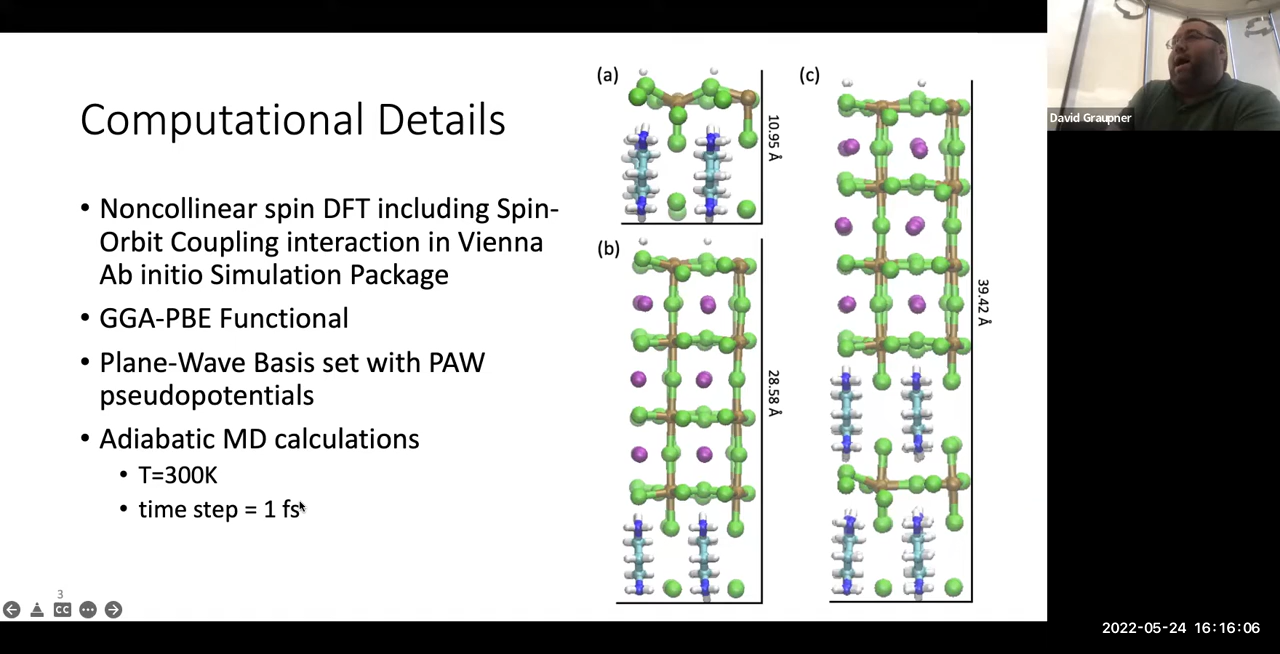 Computational Details
• Noncollinear spin DFT including Spin-
Orbit Coupling interaction in Vienna
Ab initio Simulation Package
• GGA-PBE Functional
• Plane-Wave Basis set with PAW
pseudopotentials
• Adiabatic MD calculations
• T=300K
• time step = 1 fs
(a)
10.95 Å
(b)
28.58 Å
(c)
39.42 Å
David Graupner
3
CC
2022-05-24 16:16:06